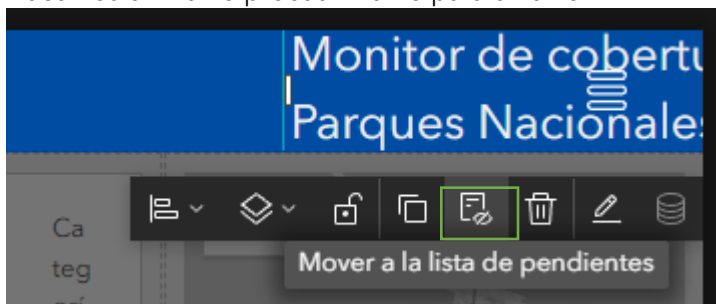 Monitor de cobertu
Parques Nacionales
Ca
teg
Mover a la lista de pendientes